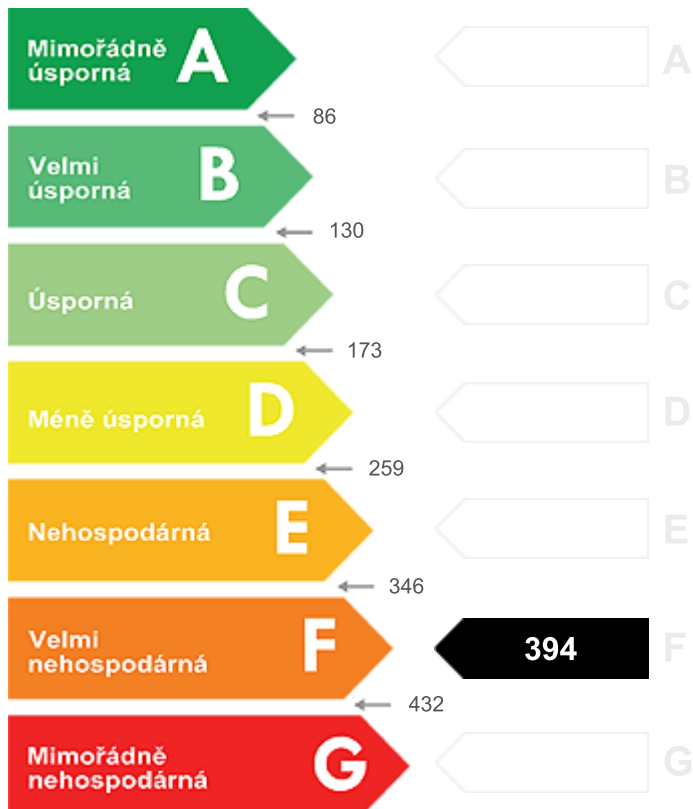 Mimořádně
úsporná
A
A
86
Velmi
úsporná
B
B
130
Úsporná
C
C
173
Méně úsporná
D
D
259
Nehospodárná
E
E
346
Velmi
nehospodárná
F
394
F
432
Mimořádně
nehospodárná
G
G